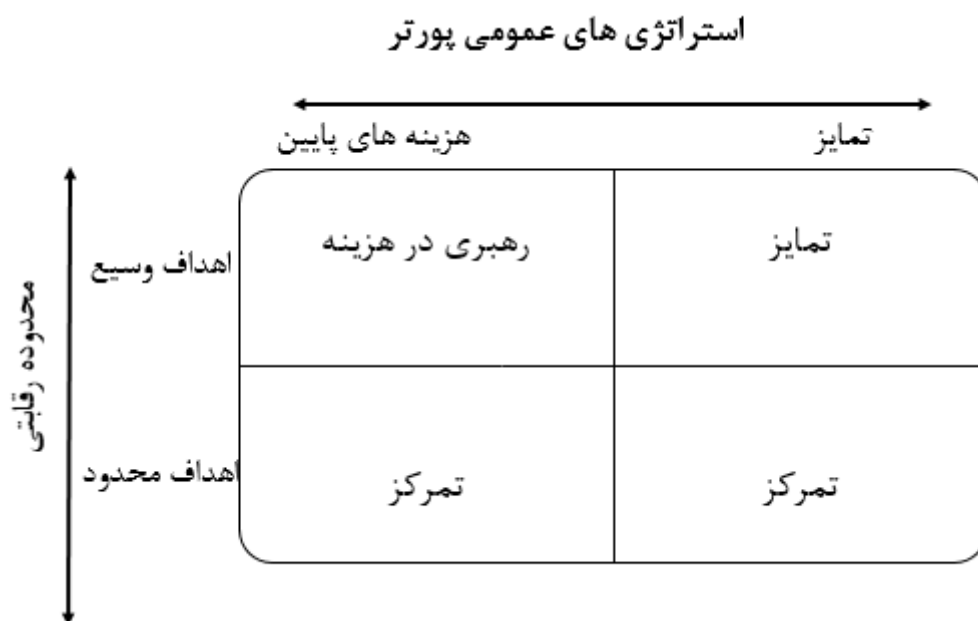 استراتژی های عمومی پورتر
تمایز
هزینه های پایین
محدوده رقابتی
اهداف وسیع
تمایز
رهبری در هزینه
اهداف محدود
تمرکز
تمرکز